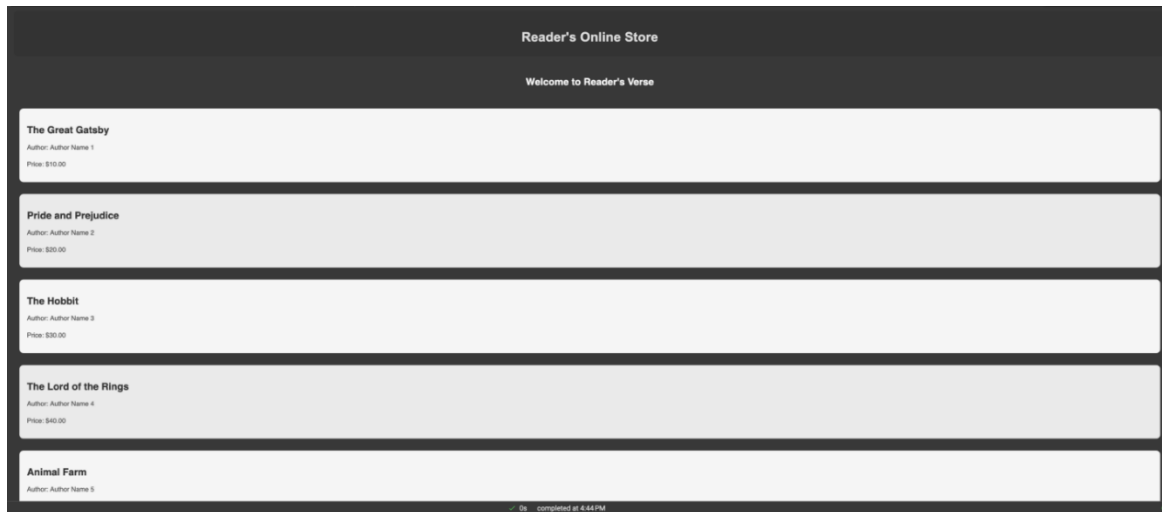 Reader's Online Store
Welcome to Reader's Verse
The Great Gatsby
Author: Author Name 1
Price: $10.00
Pride and Prejudice
Author: Author Name 2
Price: $20.00
The Hobbit
Author: Author Name 3
Price: $30.00
The Lord of the Rings
Author: Author Name 4
Price: $40.00
Animal Farm
Author: Author Name 5
✓ 0s completed at 4:44 PM